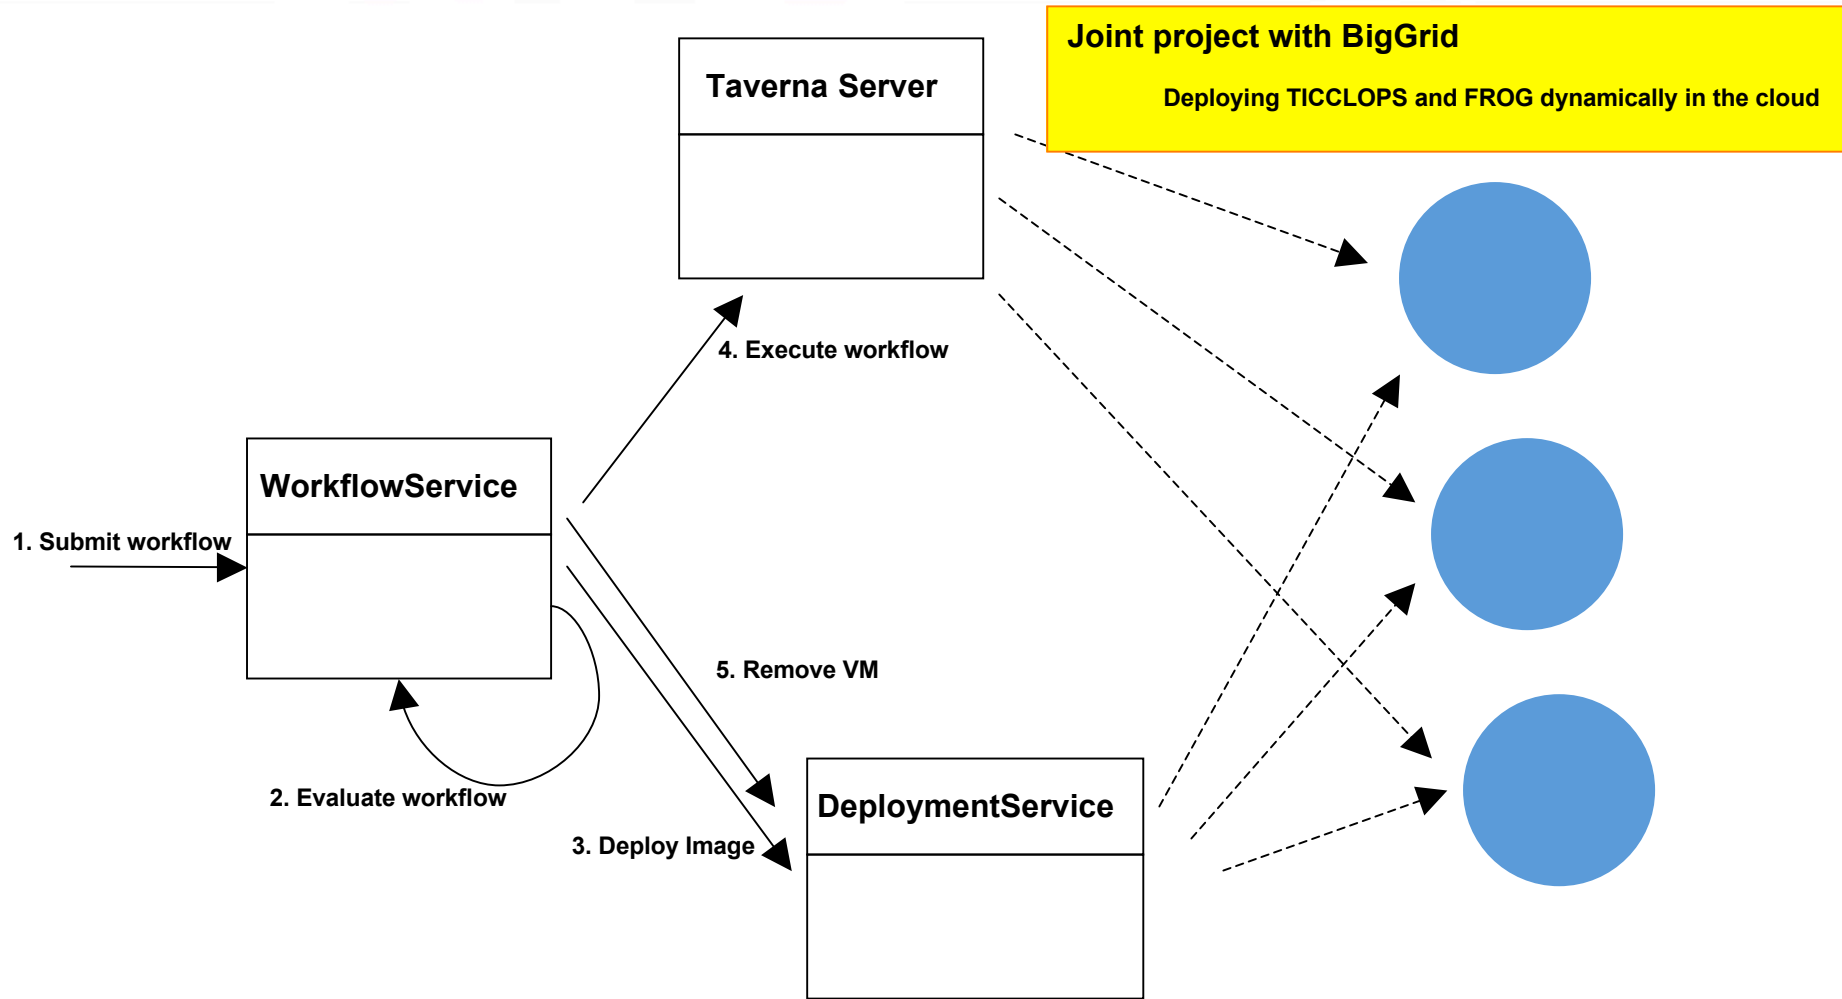 Joint project with BigGrid
Deploying TICCLOPS and FROG dynamically in the cloud
Taverna Server
4. Execute workflow
WorkflowService
1. Submit workflow
5. Remove VM
2. Evaluate workflow
DeploymentService
3. Deploy Image